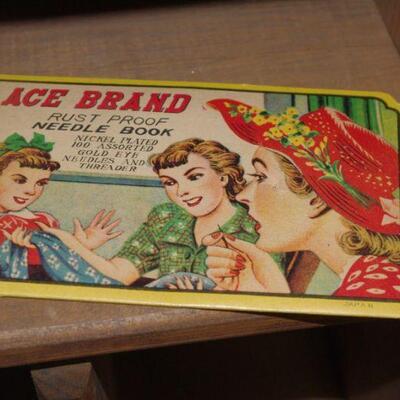 ACE BRAND
RUST PROOF
NEEDLE BOOK
NICKEL PLATED
100 ASSORTED
GOLD EYE
NEEDLES AND
THREADER
JAPAN